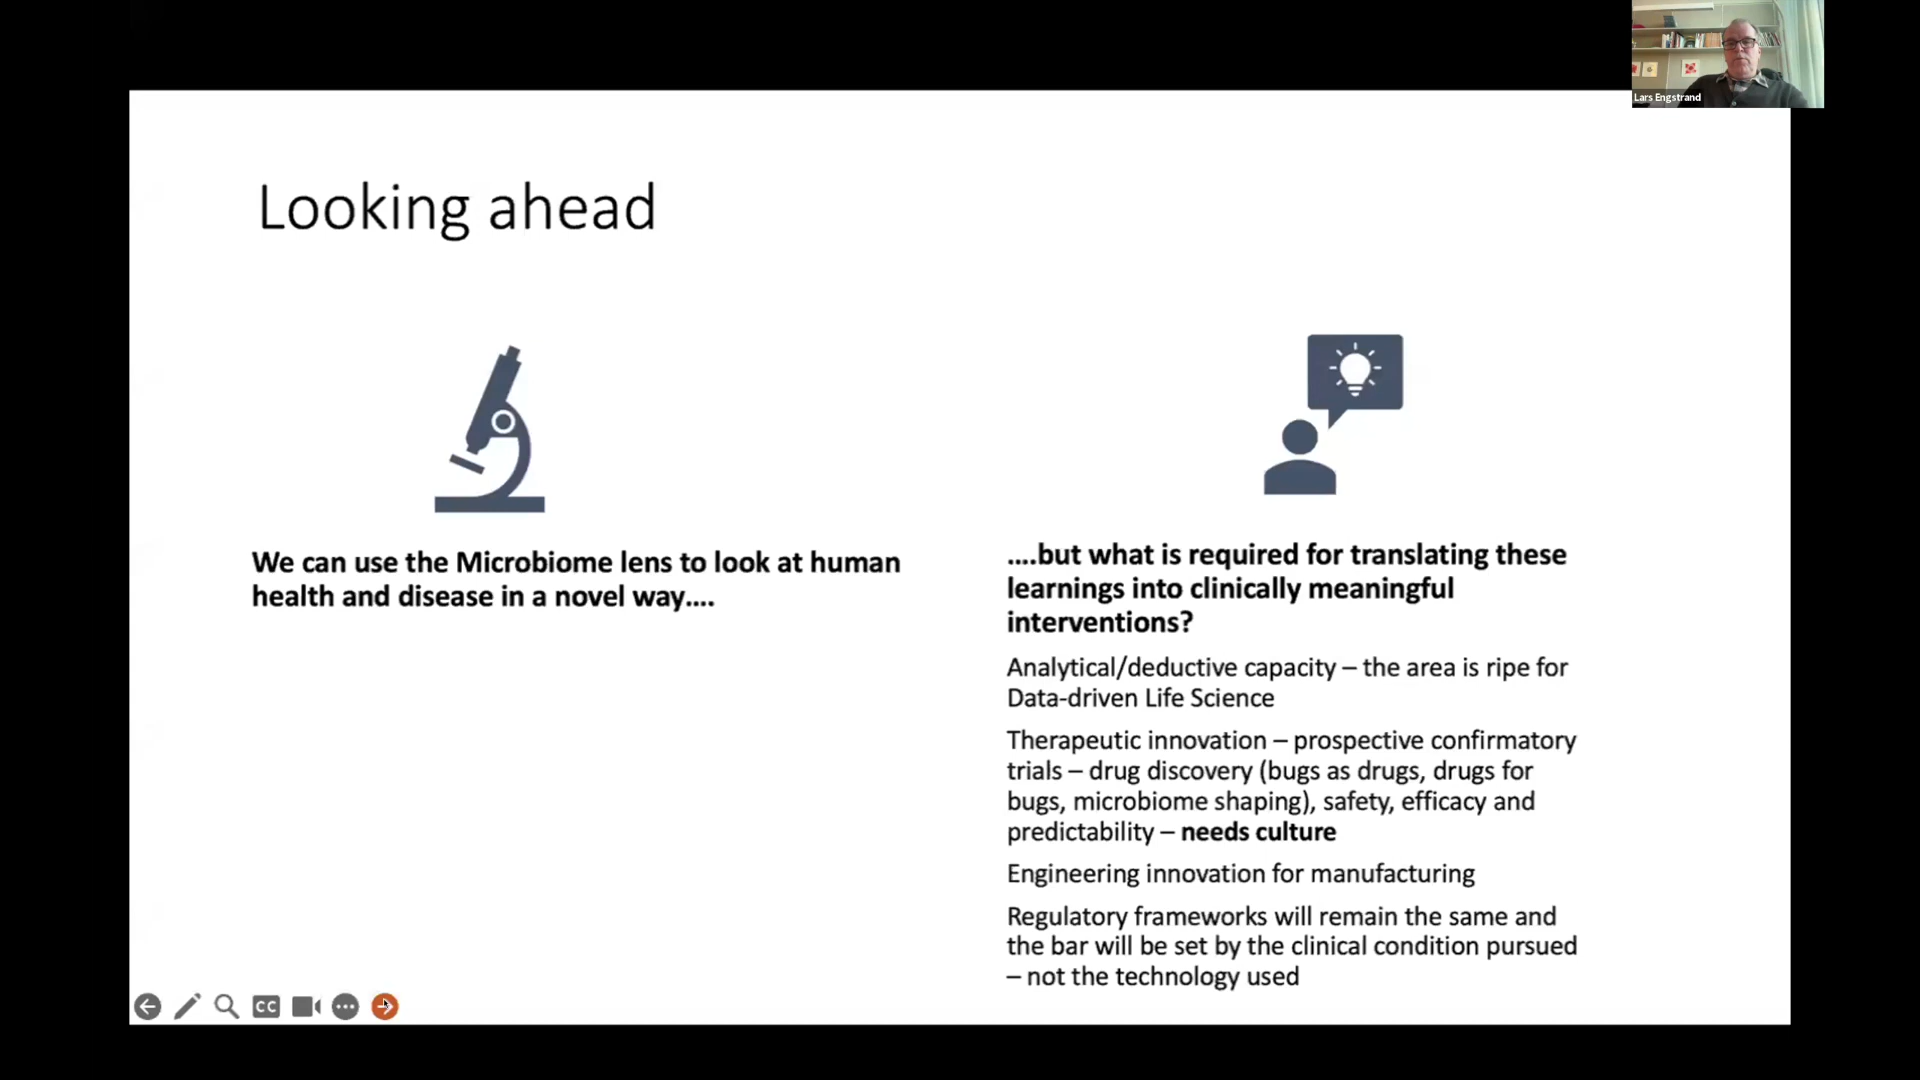 Lars Engstrand
Looking ahead
We can use the Microbiome lens to look at human
health and disease in a novel way....
....but what is required for translating these
learnings into clinically meaningful
interventions?
Analytical/deductive capacity – the area is ripe for
Data-driven Life Science
Therapeutic innovation – prospective confirmatory
trials – drug discovery (bugs as drugs, drugs for
bugs, microbiome shaping), safety, efficacy and
predictability – needs culture
Engineering innovation for manufacturing
Regulatory frameworks will remain the same and
the bar will be set by the clinical condition pursued
– not the technology used
CC